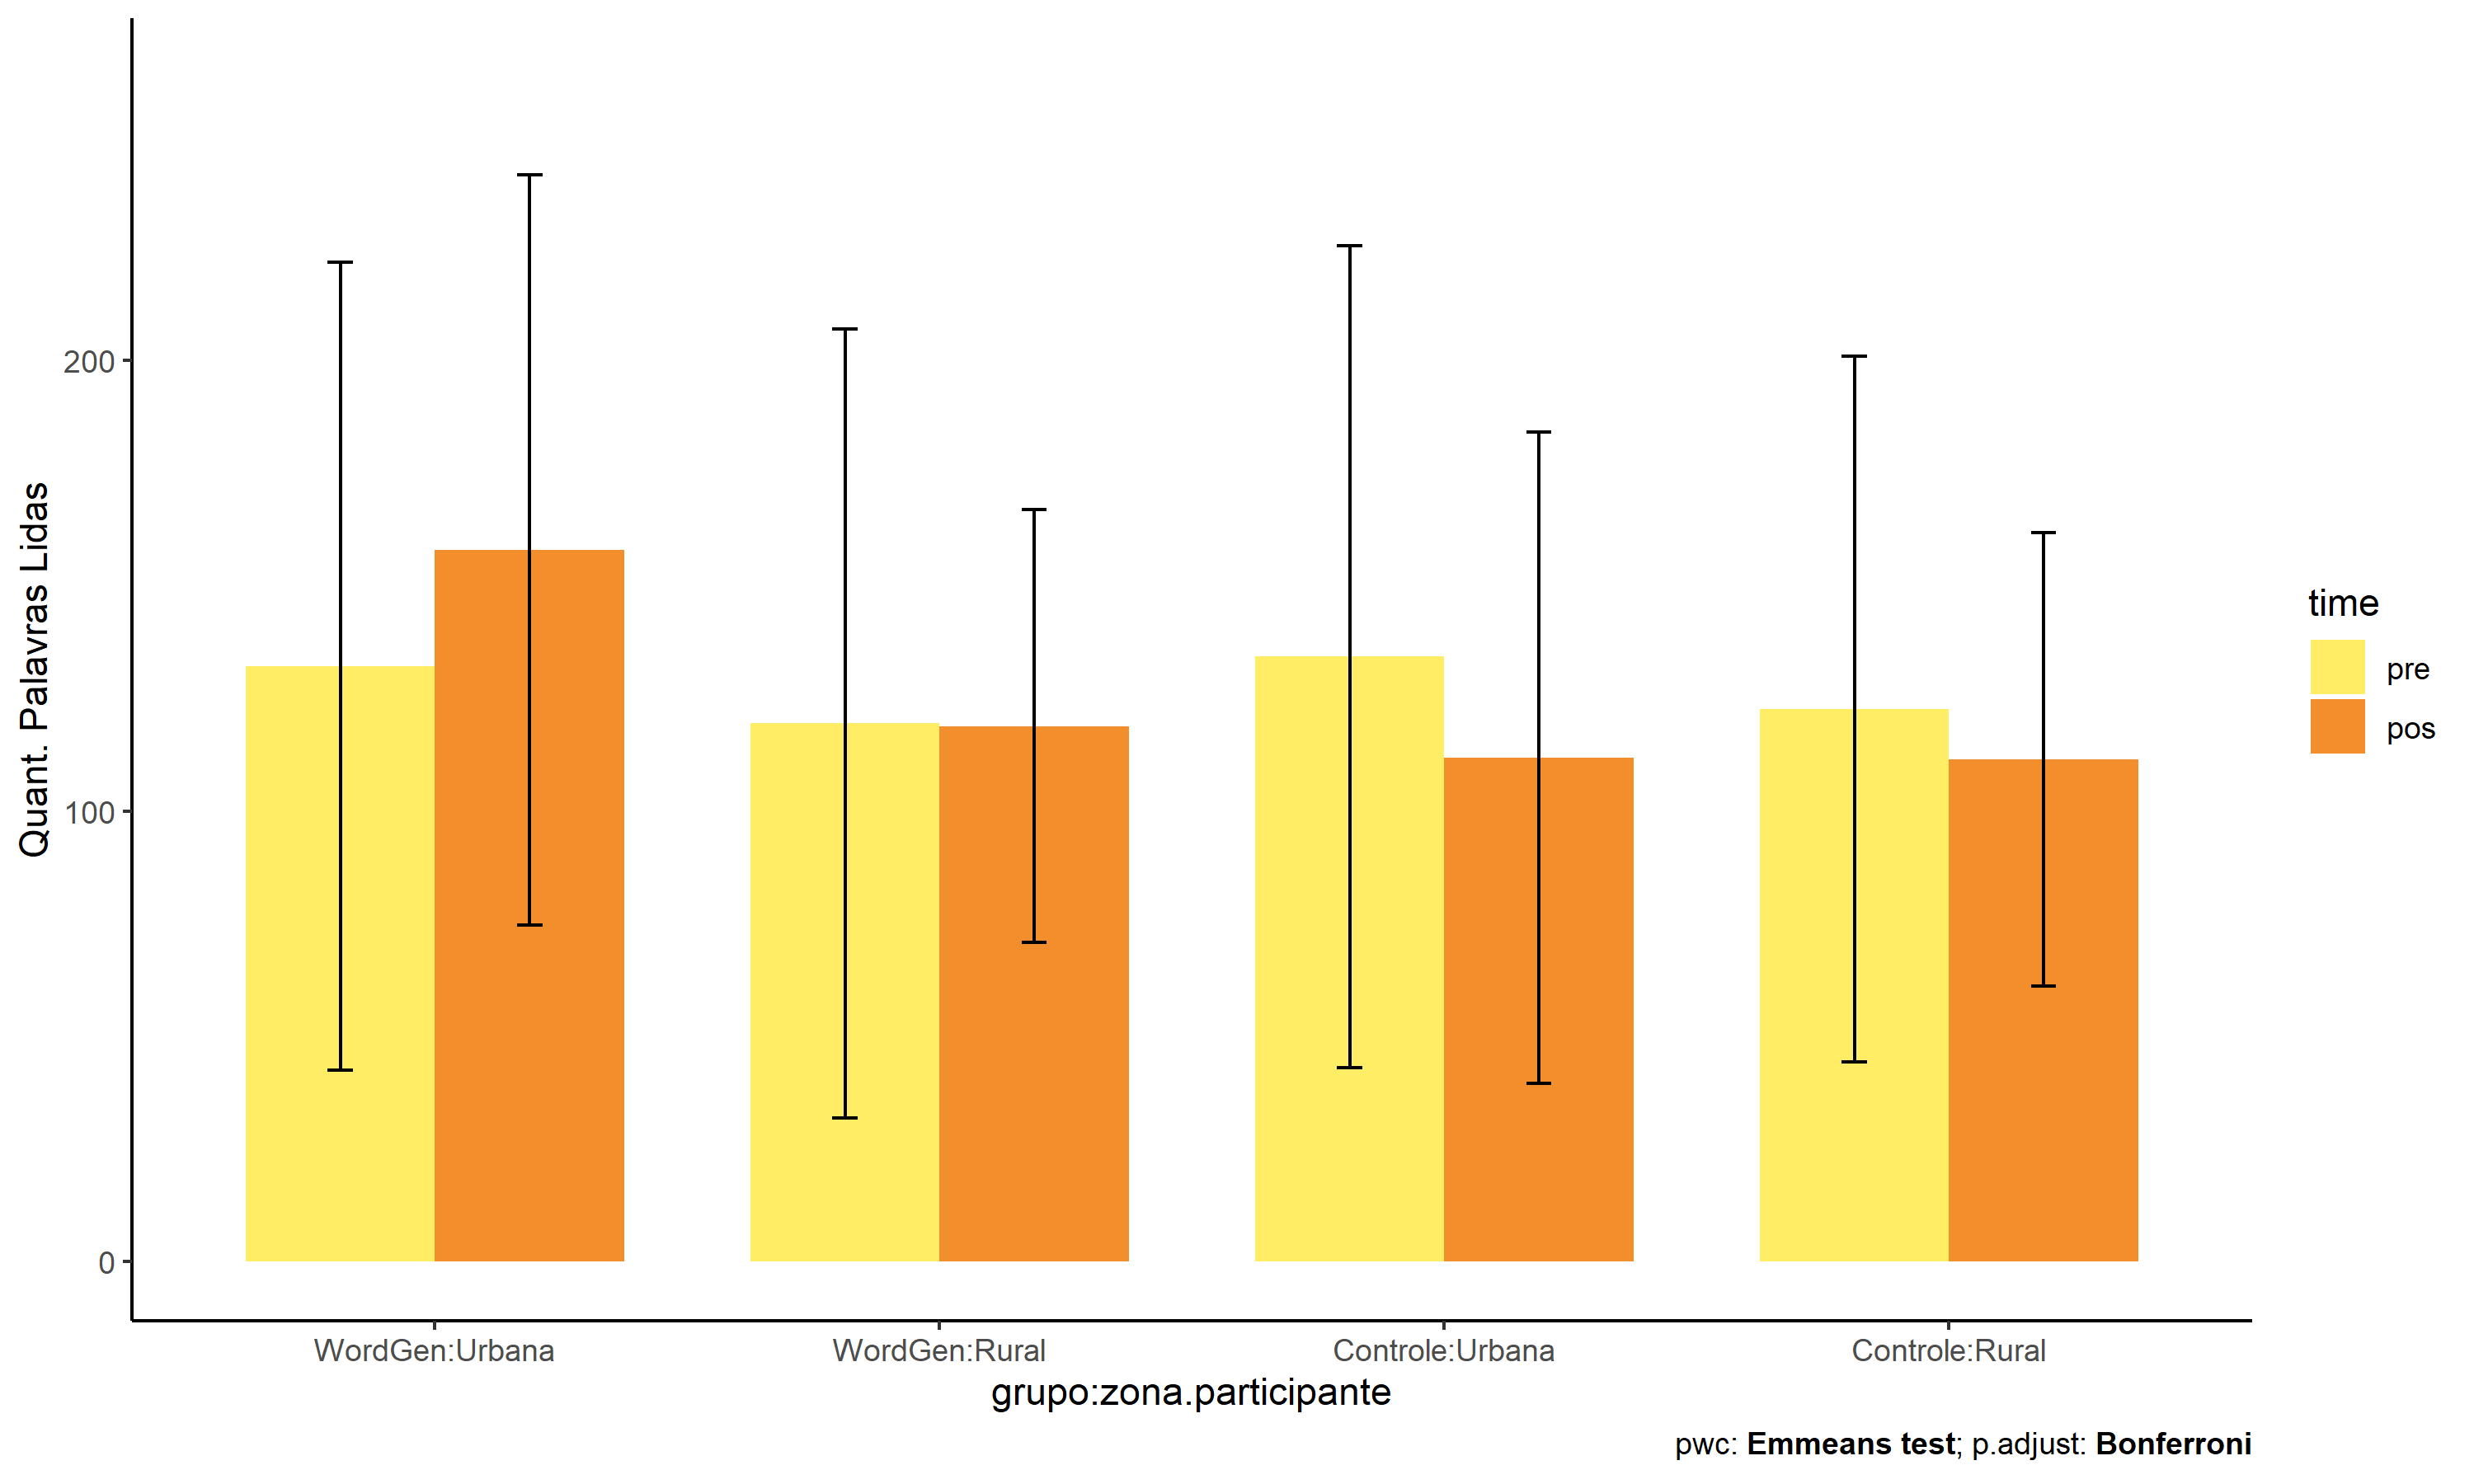 Quant. Palavras Lidas
200
100
0
WordGen:Urbana
WordGen:Rural
Controle:Urbana
Controle:Rural
grupo:zona.participante
time
pre
pos
pwc: Emmeans test; p.adjust: Bonferroni